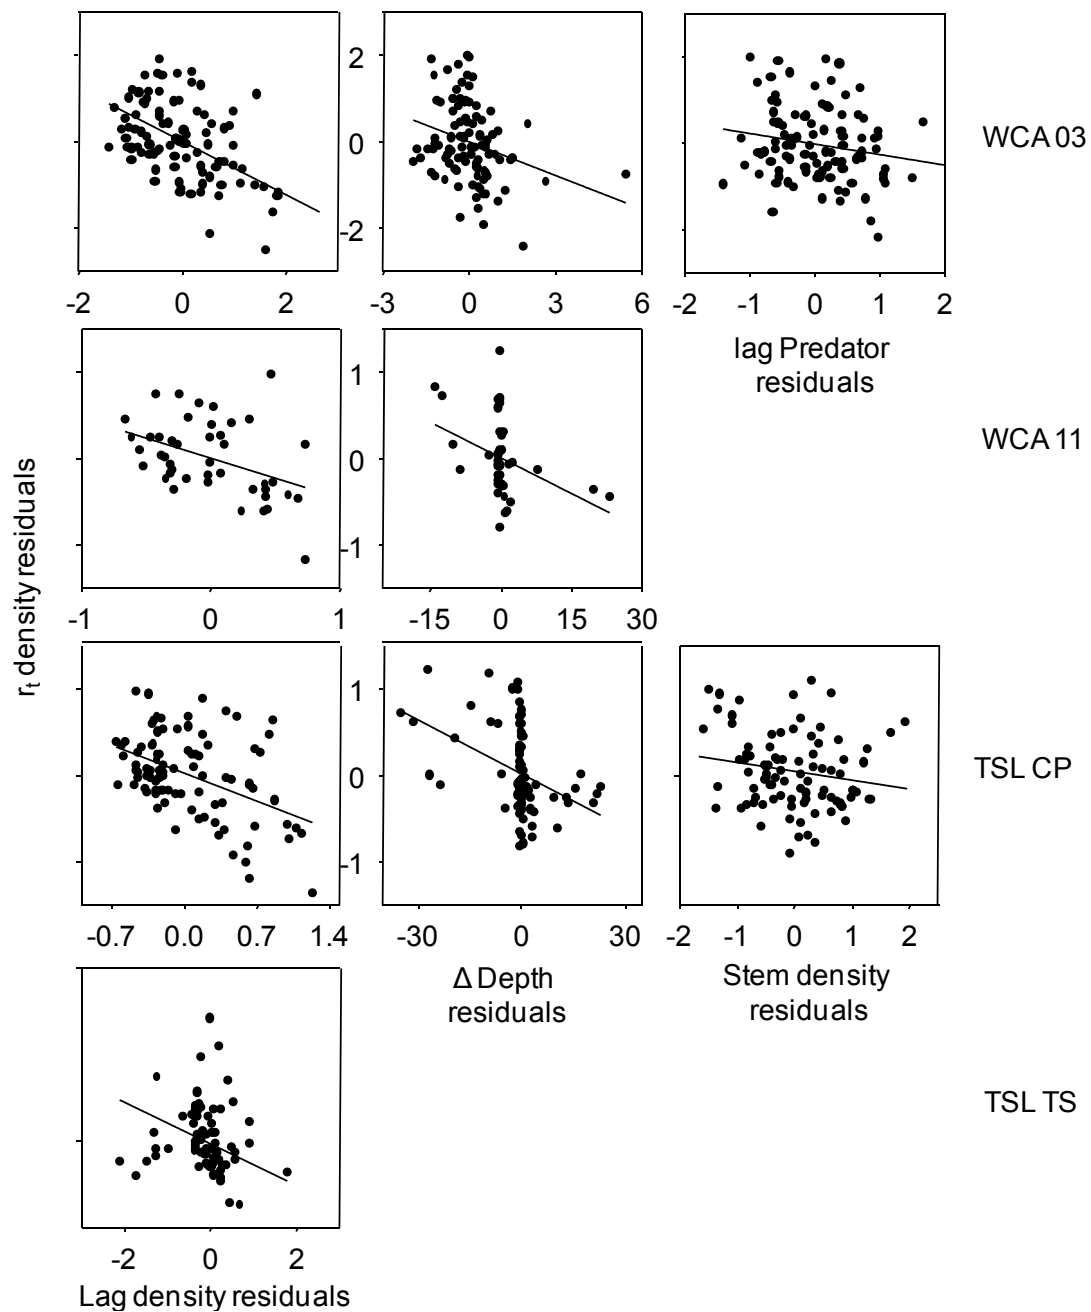 2
0
-2
WCA 03
-2 0 2
-3 0 3 6
-2 -1 0 1 2
lag Predator
residuals
1
0
-1
WCA 11
-1 0 1
-15 0 15 30
rt density residuals
1
0
-1
TSL CP
-0.7 0.0 0.7 1.4
-30 0 30
-2 -1 0 1 2
Δ Depth
residuals
Stem density
residuals
TSL TS
-2 0 2
Lag density residuals